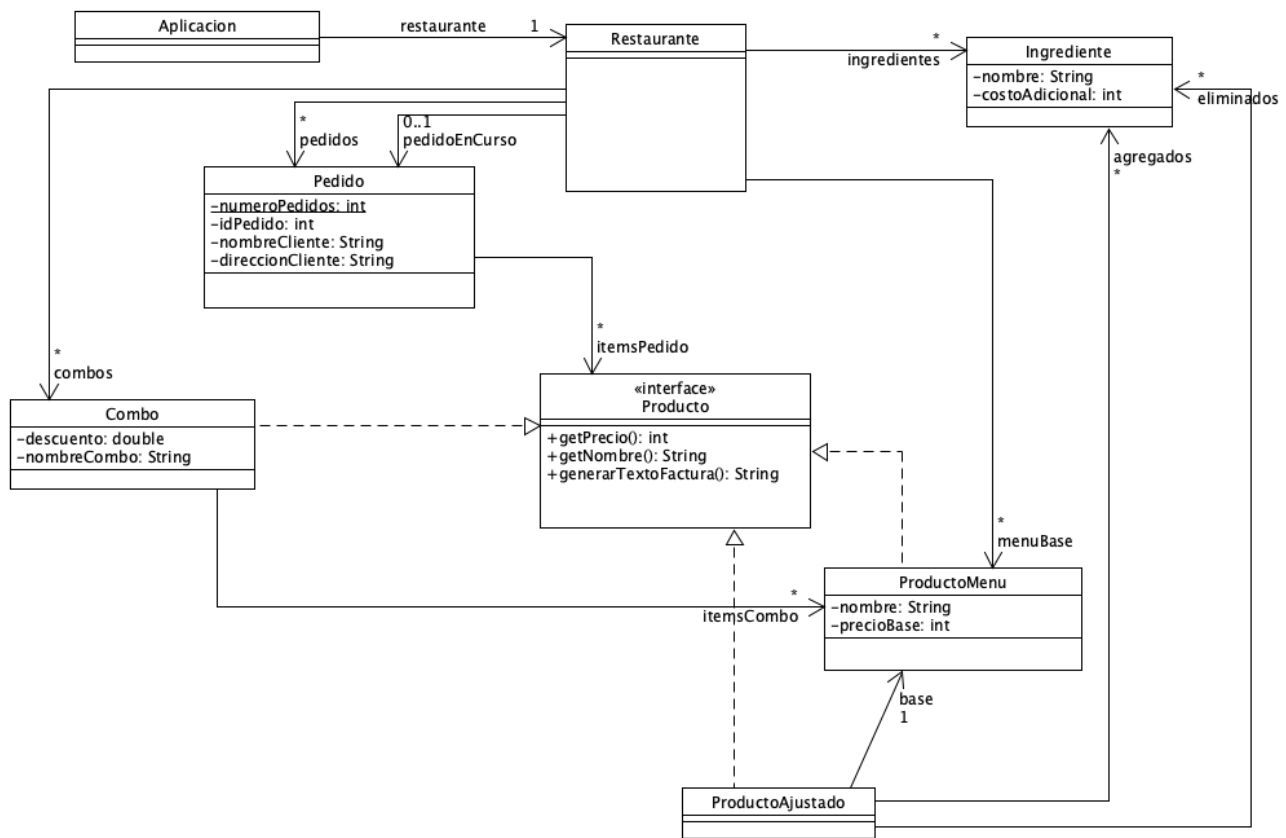 Aplicacion
restaurante
1
Restaurante
*
ingredientes
Ingrediente
-nombre: String
-costoAdicional: int
*
eliminados
*
pedidos
0..1
pedidoEnCurso
agregados
*
Pedido
-numeroPedidos: int
-idPedido: int
-nombreCliente: String
-direccionCliente: String
*
itemsPedido
*
combos
Combo
-descuento: double
-nombreCombo: String
«interface»
Producto
+getPrecio(): int
+getNombre(): String
+generarTextoFactura(): String
*
menuBase
ProductoMenu
-nombre: String
-precioBase: int
*
itemsCombo
base
1
ProductoAjustado